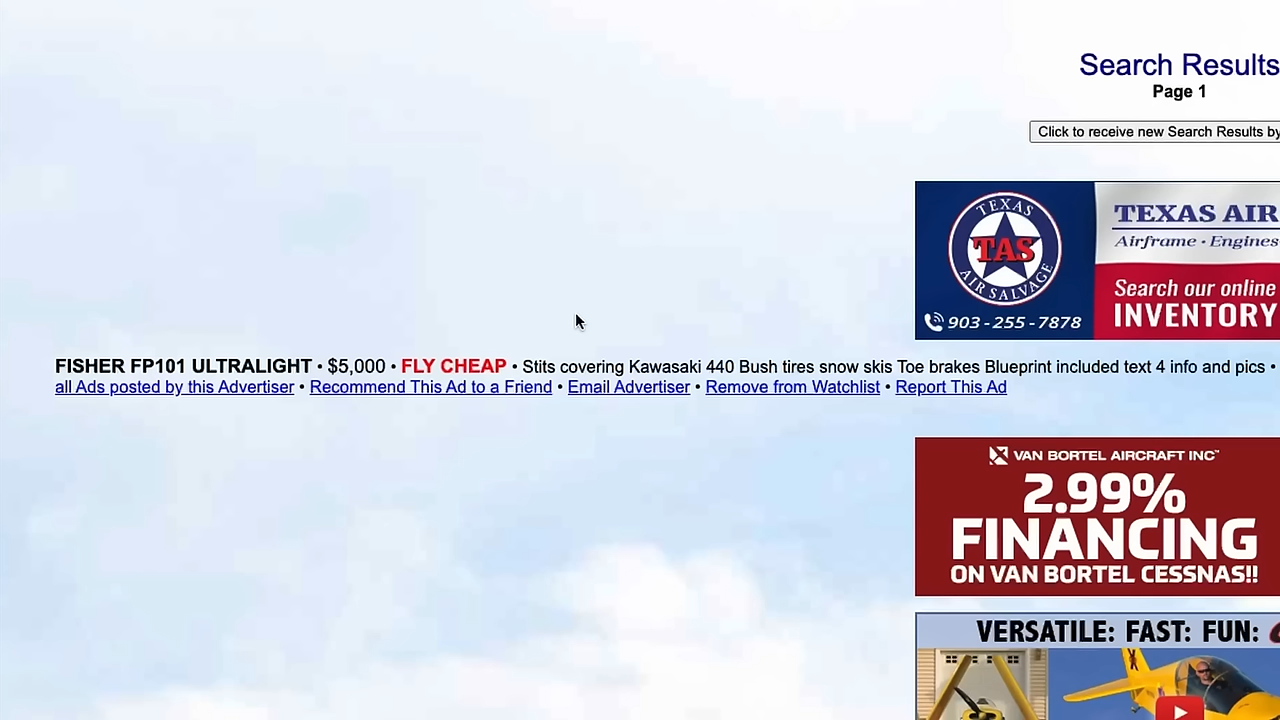 Search Results
Page 1
Click to receive new Search Results by
TEXAS
TAS
AIR SALVAGE
903-255-7878
TEXAS AIR
Airframe • Engines
Search our online
INVENTORY
FISHER FP101 ULTRALIGHT • $5,000 • FLY CHEAP • Stits covering Kawasaki 440 Bush tires snow skis Toe brakes Blueprint included text 4 info and pics •
all Ads posted by this Advertiser • Recommend This Ad to a Friend • Email Advertiser • Remove from Watchlist • Report This Ad
VAN BORTEL AIRCRAFT INC™
2.99%
FINANCING
ON VAN BORTEL CESSNAS!!
VERSATILE: FAST: FUN: